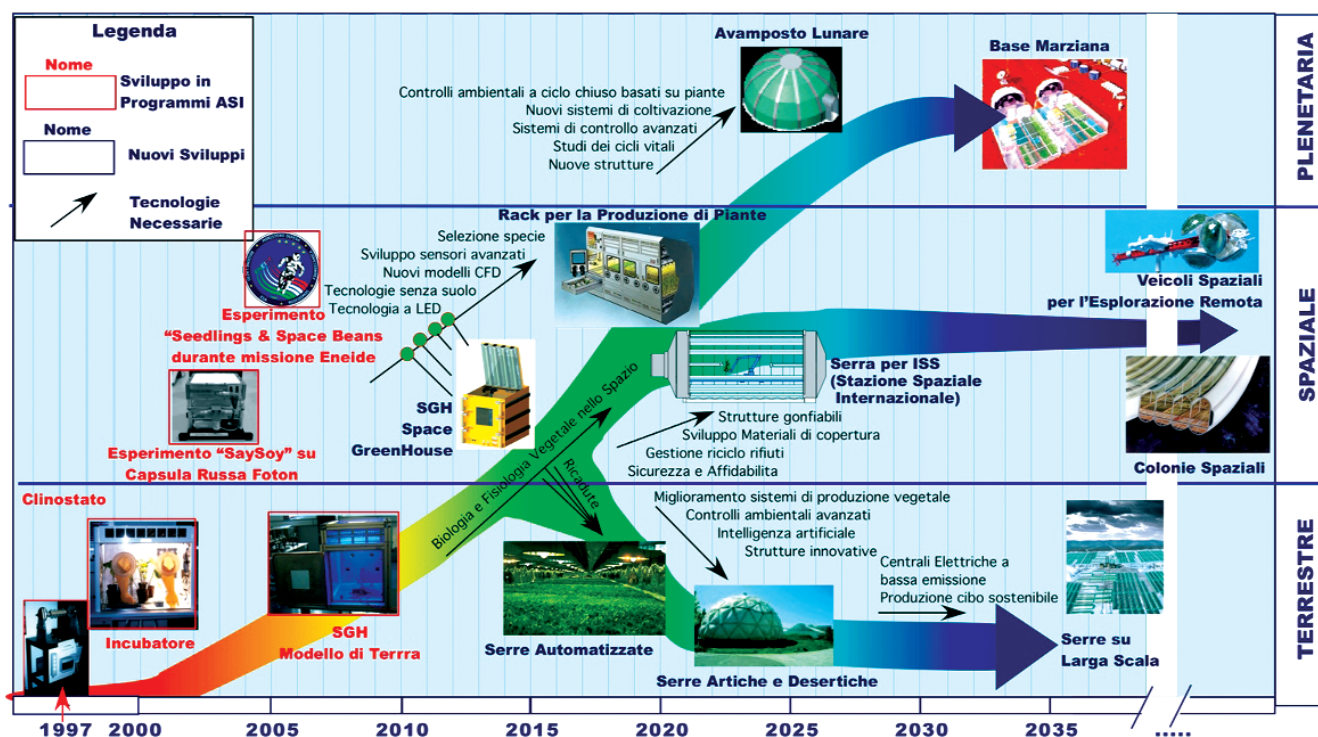 Legenda
Nome
Sviluppo in
Programmi ASI
Nome
Nuovi Sviluppi
Tecnologie
Necessarie
Avamposto Lunare
Base Marziana
Controlli ambientali a ciclo chiuso basati su piante
Nuovi sistemi di coltivazione
Sistemi di controllo avanzati
Studi dei cicli vitali
Nuove strutture
PLENETARIA
Rack per la Produzione di Piante
Selezione specie
Sviluppo sensori avanzati
Nuovi modelli CFD
Tecnologie senza suolo
Tecnologia a LED
Esperimento
“Seedlings & Space Beans
durante missione Eneide
SGH
Space
GreenHouse
Esperimento “SaySoy” su
Capsula Russa Foton
Veicoli Spaziali
per l’Esplorazione Remota
Serra per ISS
(Stazione Spaziale
Internazionale)
Strutture gonfiabili
Sviluppo Materiali di copertura
Gestione riciclo rifiuti
Sicurezza e Affidabilita
Colonie Spaziali
SPAZIALE
Biologia e Fisiologia Vegetale nello Spazio
Ricadute
Clinostato
Incubatore
SGH
Modello di Terrra
Miglioramento sistemi di produzione vegetale
Controlli ambientali avanzati
Intelligenza artificiale
Strutture innovative
Centrali Elettriche a
bassa emissione
Produzione cibo sostenibile
Serre Automatizzate
Serre Artiche e Desertiche
Serre su
Larga Scala
TERRESTRE
1997 2000 2005 2010 2015 2020 2025 2030 2035 .....